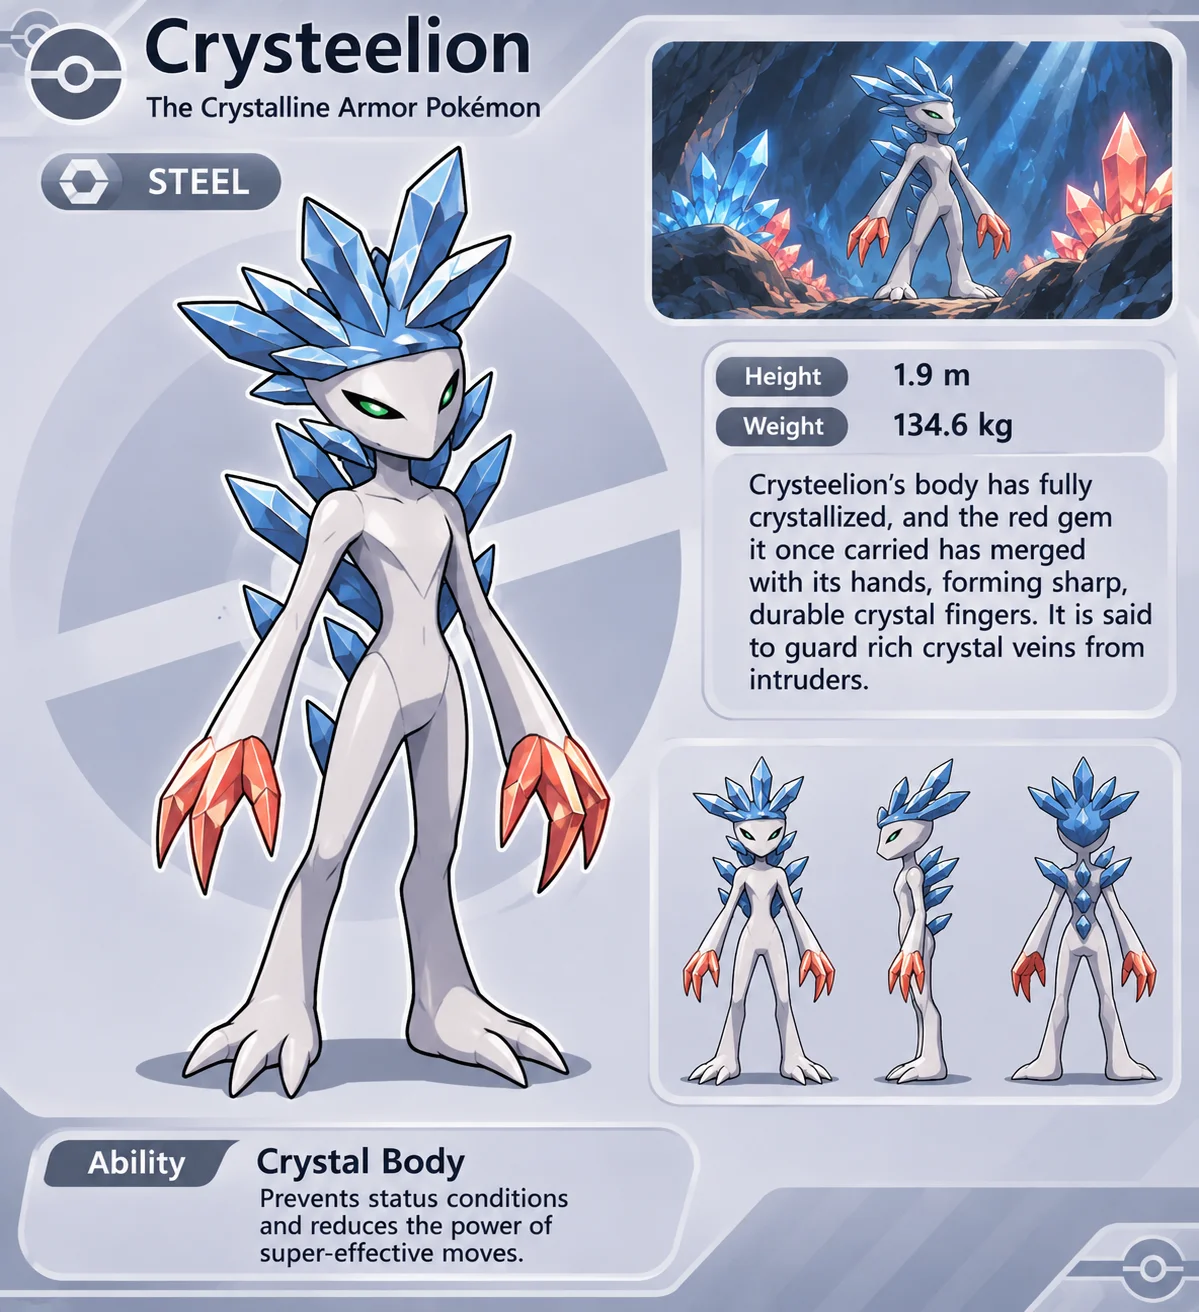 Crysteelion
The Crystalline Armor Pokémon
STEEL
Height 1.9 m
Weight 134.6 kg
Crysteelion’s body has fully
crystallized, and the red gem
it once carried has merged
with its hands, forming sharp,
durable crystal fingers. It is said
to guard rich crystal veins from
intruders.
Ability Crystal Body
Prevents status conditions
and reduces the power of
super-effective moves.